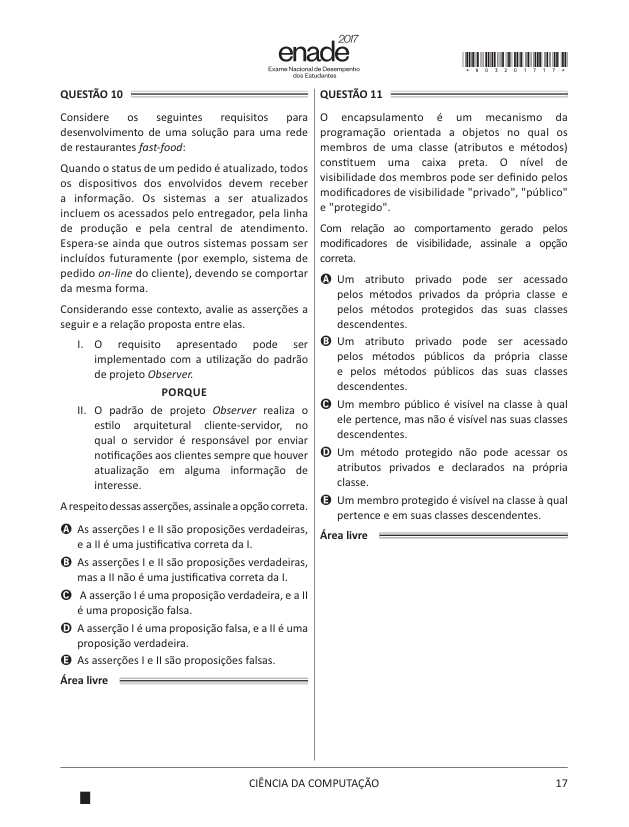 2017
enade
Exame Nacional de Desempenho
dos Estudantes
* R 0 3 2 0 1 7 1 7 *
QUESTÃO 10
Considere os seguintes requisitos para
desenvolvimento de uma solução para uma rede
de restaurantes fast-food:
Quando o status de um pedido é atualizado, todos
os dispositivos dos envolvidos devem receber
a informação. Os sistemas a ser atualizados
incluem os acessados pelo entregador, pela linha
de produção e pela central de atendimento.
Espera-se ainda que outros sistemas possam ser
incluídos futuramente (por exemplo, sistema de
pedido on-line do cliente), devendo se comportar
da mesma forma.
Considerando esse contexto, avalie as asserções a
seguir e a relação proposta entre elas.
I. O requisito apresentado pode ser
implementado com a utilização do padrão
de projeto Observer.
PORQUE
II. O padrão de projeto Observer realiza o
estilo arquitetural cliente-servidor, no
qual o servidor é responsável por enviar
notificações aos clientes sempre que houver
atualização em alguma informação de
interesse.
A respeito dessas asserções, assinale a opção correta.
A As asserções I e II são proposições verdadeiras,
e a II é uma justificativa correta da I.
B As asserções I e II são proposições verdadeiras,
mas a II não é uma justificativa correta da I.
C A asserção I é uma proposição verdadeira, e a II
é uma proposição falsa.
D A asserção I é uma proposição falsa, e a II é uma
proposição verdadeira.
E As asserções I e II são proposições falsas.
Área livre
QUESTÃO 11
O encapsulamento é um mecanismo da
programação orientada a objetos no qual os
membros de uma classe (atributos e métodos)
constituem uma caixa preta. O nível de
visibilidade dos membros pode ser definido pelos
modificadores de visibilidade "privado", "público"
e "protegido".
Com relação ao comportamento gerado pelos
modificadores de visibilidade, assinale a opção
correta.
A Um atributo privado pode ser acessado
pelos métodos privados da própria classe e
pelos métodos protegidos das suas classes
descendentes.
B Um atributo privado pode ser acessado
pelos métodos públicos da própria classe
e pelos métodos públicos das suas classes
descendentes.
C Um membro público é visível na classe à qual
ele pertence, mas não é visível nas suas classes
descendentes.
D Um método protegido não pode acessar os
atributos privados e declarados na própria
classe.
E Um membro protegido é visível na classe à qual
pertence e em suas classes descendentes.
Área livre
CIÊNCIA DA COMPUTAÇÃO
17